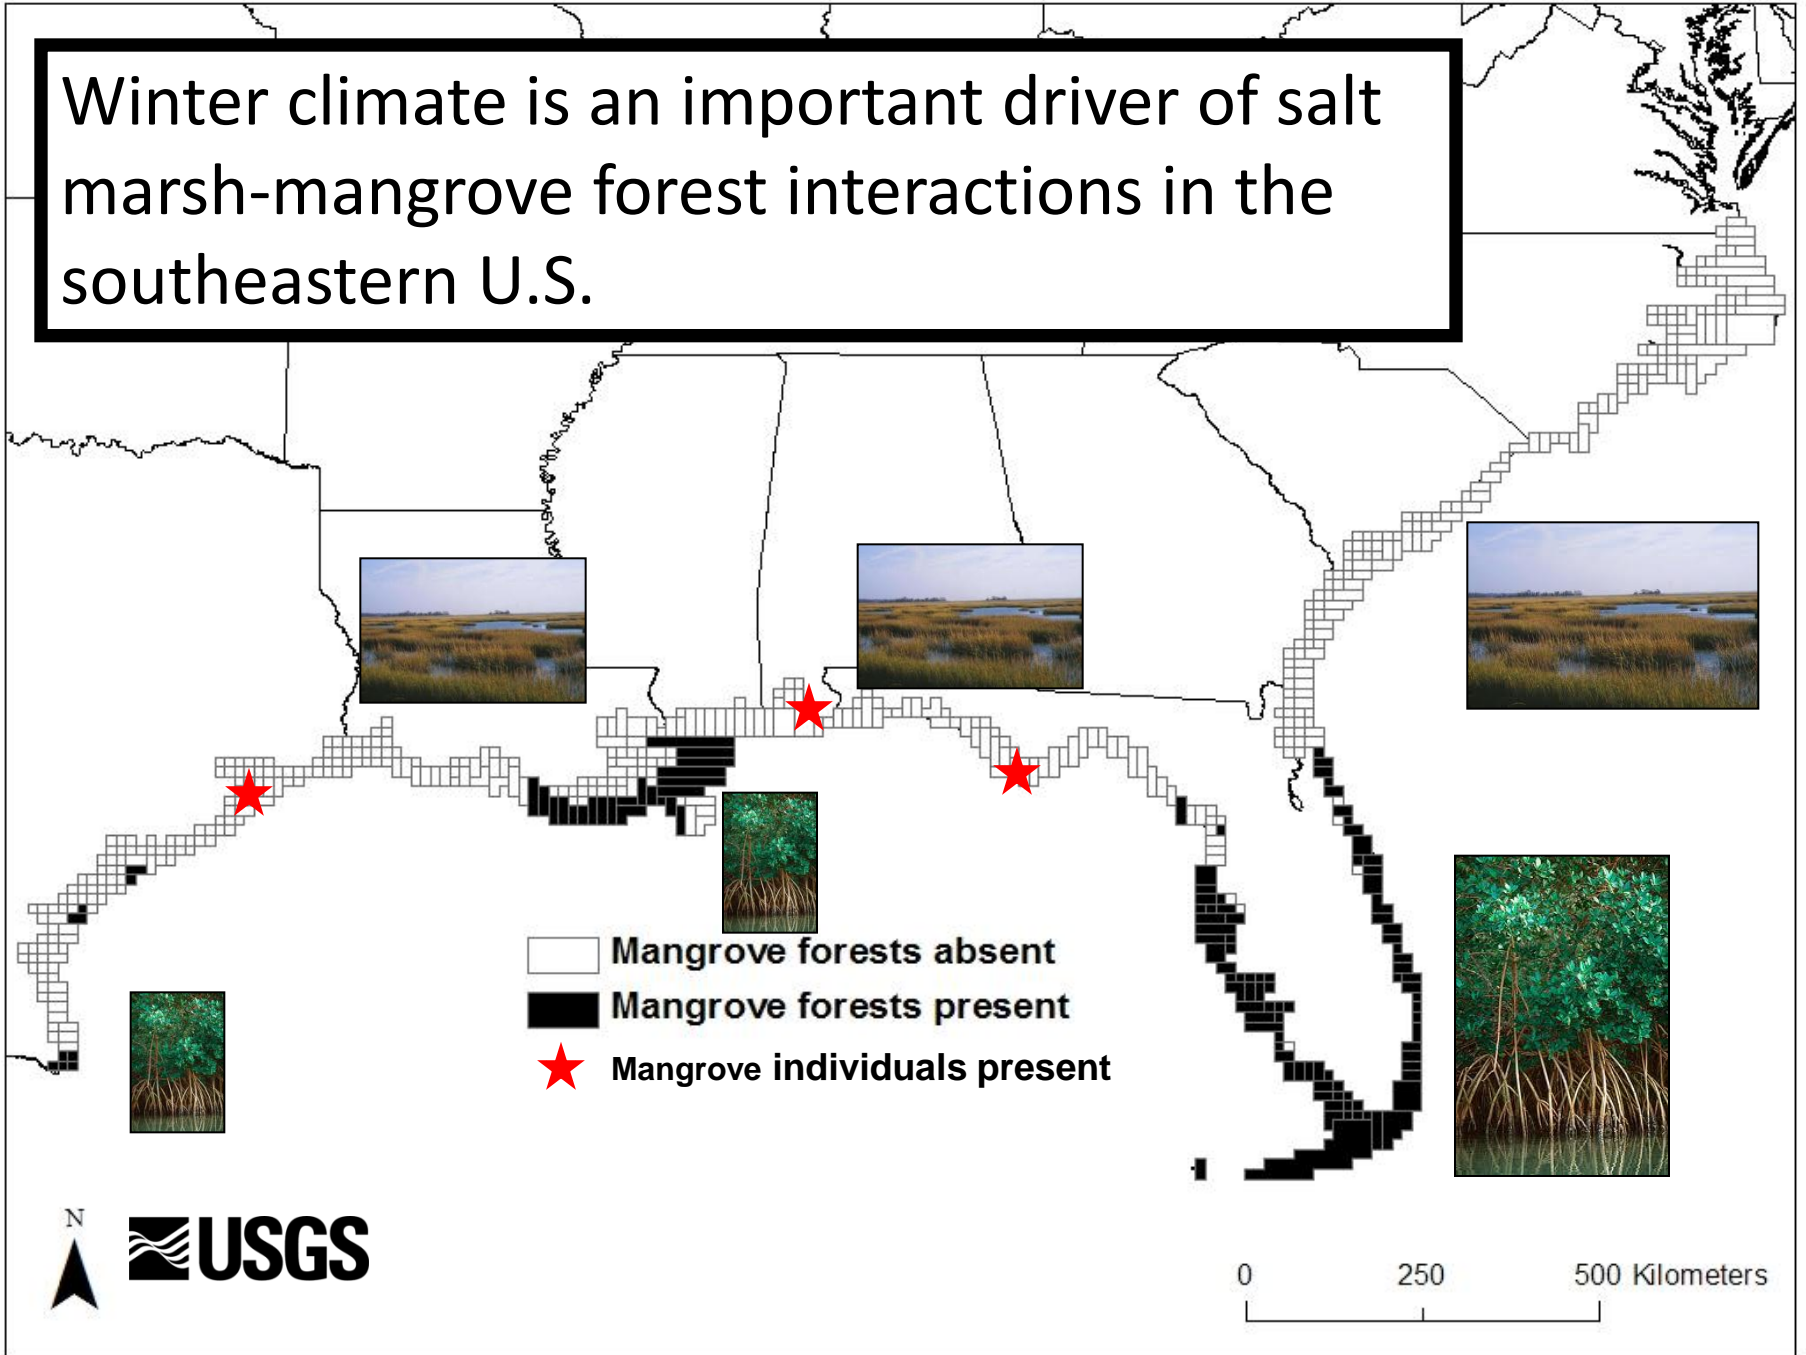 Winter climate is an important driver of salt
marsh-mangrove forest interactions in the
southeastern U.S.
Mangrove forests absent
Mangrove forests present
Mangrove individuals present
N
USGS
0 250 500 Kilometers